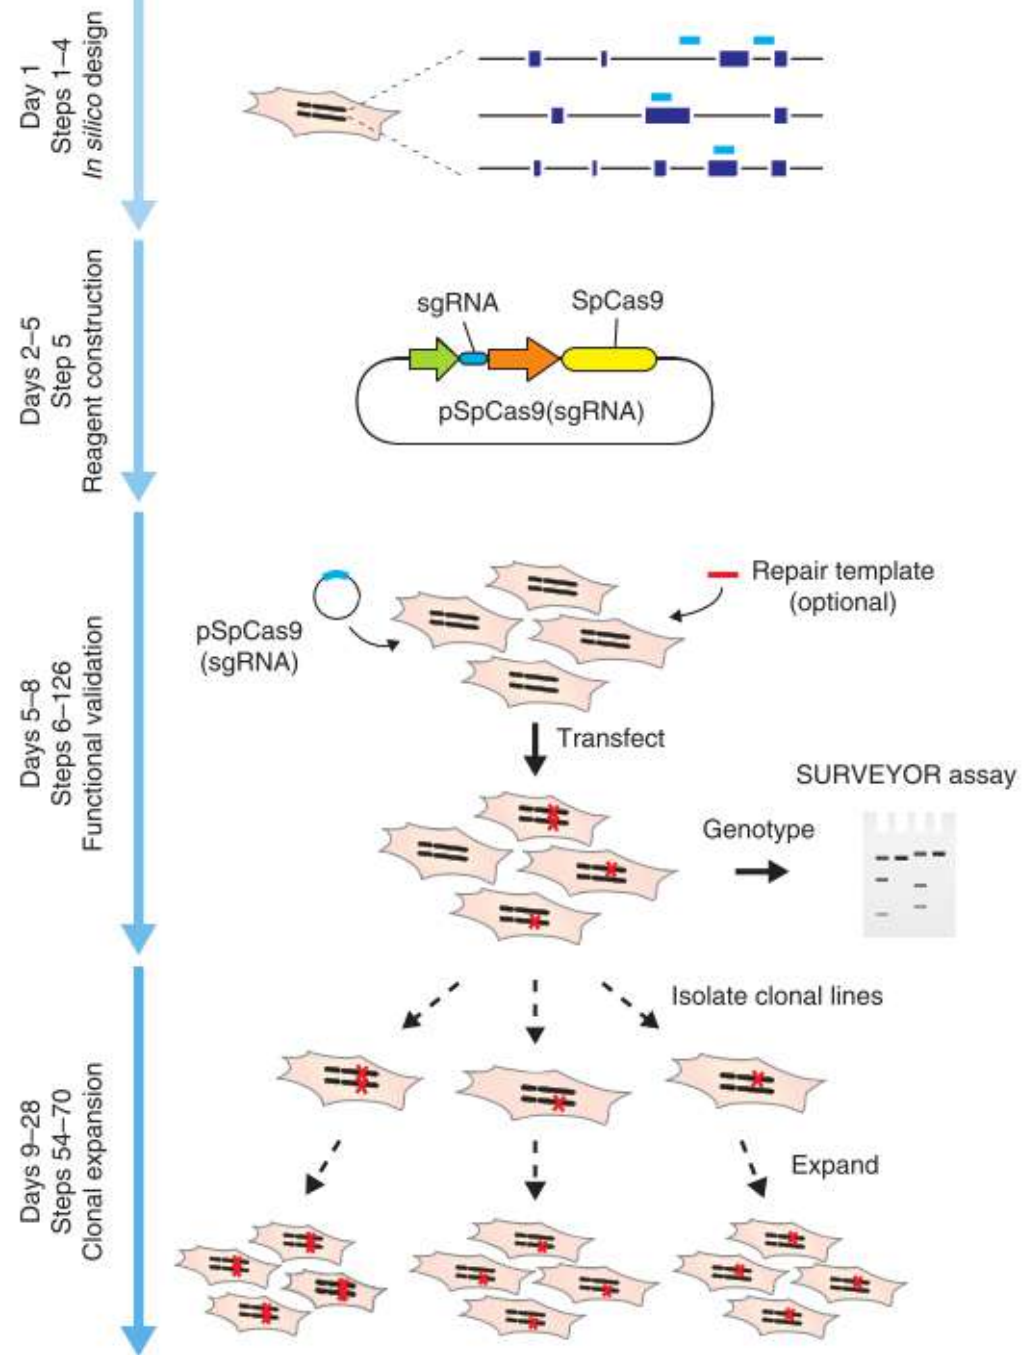 Day 1
Steps 1–4
In silico design
Days 2–5
Step 5
Reagent construction
sgRNA
SpCas9
pSpCas9(sgRNA)
Days 5–8
Steps 6–126
Functional validation
pSpCas9
(sgRNA)
Repair template
(optional)
Transfect
SURVEYOR assay
Genotype
Days 9–28
Steps 54–70
Clonal expansion
Isolate clonal lines
Expand